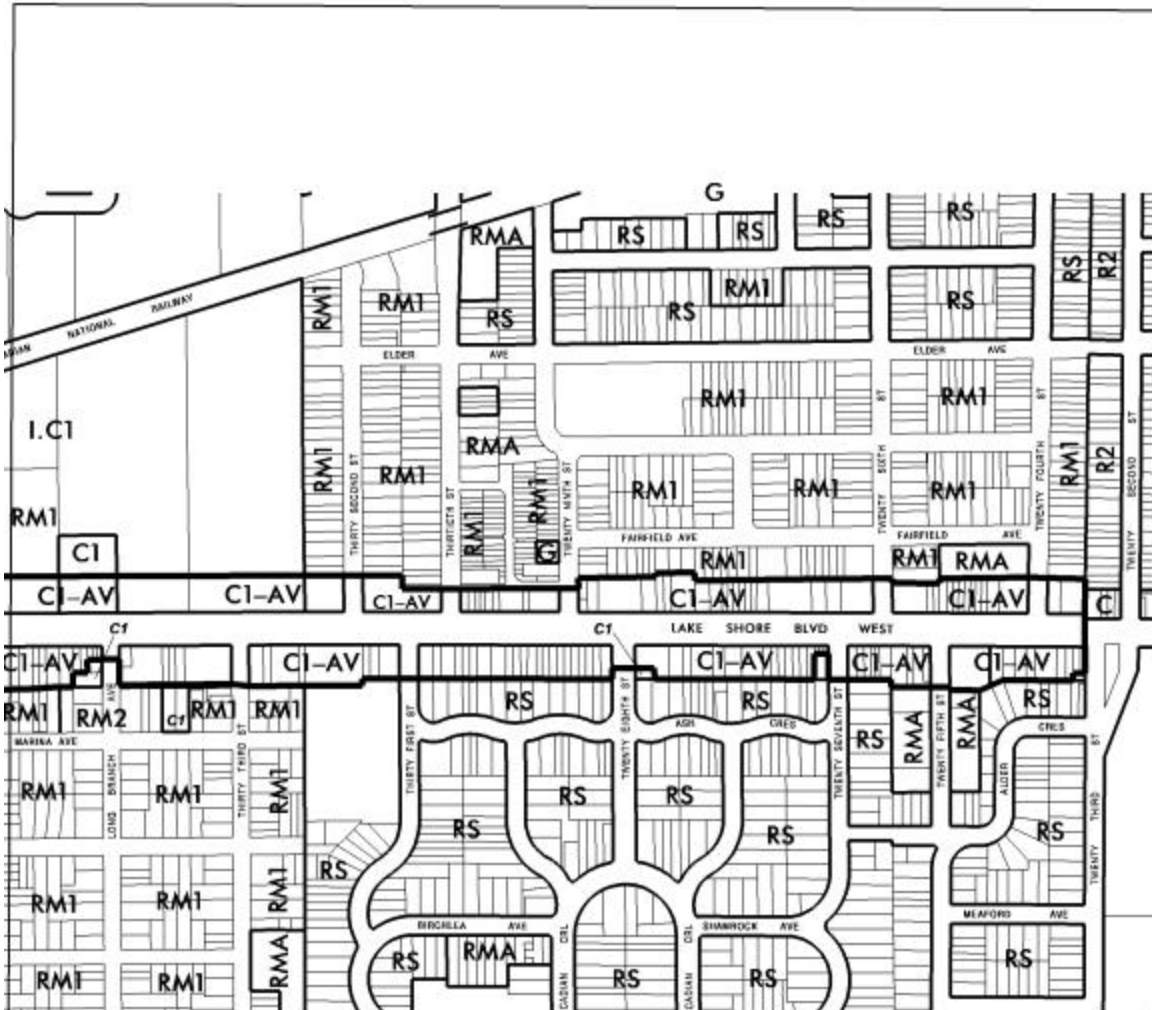 G
RS
RS
RS
RS
RMA
RS
R2
RM1
RM1
RM1
RS
RS
RS
NATIONAL RAILWAY
ELDER AVE
ELDER AVE
I.C1
RM1
RM1
RMA
RM1
RM1
RM1
R2
THIRTY SECOND ST
THIRTIETH ST
TWENTY NINTH ST
TWENTY SIXTH ST
TWENTY FOURTH ST
TWENTY SECOND ST
RM1
RM1
RM1
RM1
RM1
RM1
C1
G
FAIRFIELD AVE
FAIRFIELD AVE
RM1
RM1
RMA
C1-AV
C1-AV
C1-AV
C1-AV
C1-AV
C
C1
C1
LAKE SHORE BLVD WEST
C1-AV
C1-AV
C1-AV
C1-AV
C1-AV
RM1
RM2
C1
RM1
RM1
RS
RS
RS
MARINA AVE
LONG BRANCH AVE
THIRTY THIRD ST
THIRTY FIRST ST
TWENTY EIGHTH ST
ASH CRES
TWENTY SEVENTH ST
RS
RMA
TWENTY FIFTH ST
RMA
ALDER CRES
TWENTY THIRD ST
RM1
RM1
RM1
RS
RS
RS
RS
RS
RS
RM1
RM1
RM1
BIRCHLEA AVE
SHAMROCK AVE
MEAFORD AVE
RM1
RM1
RMA
RS
RMA
RS
RS
RS